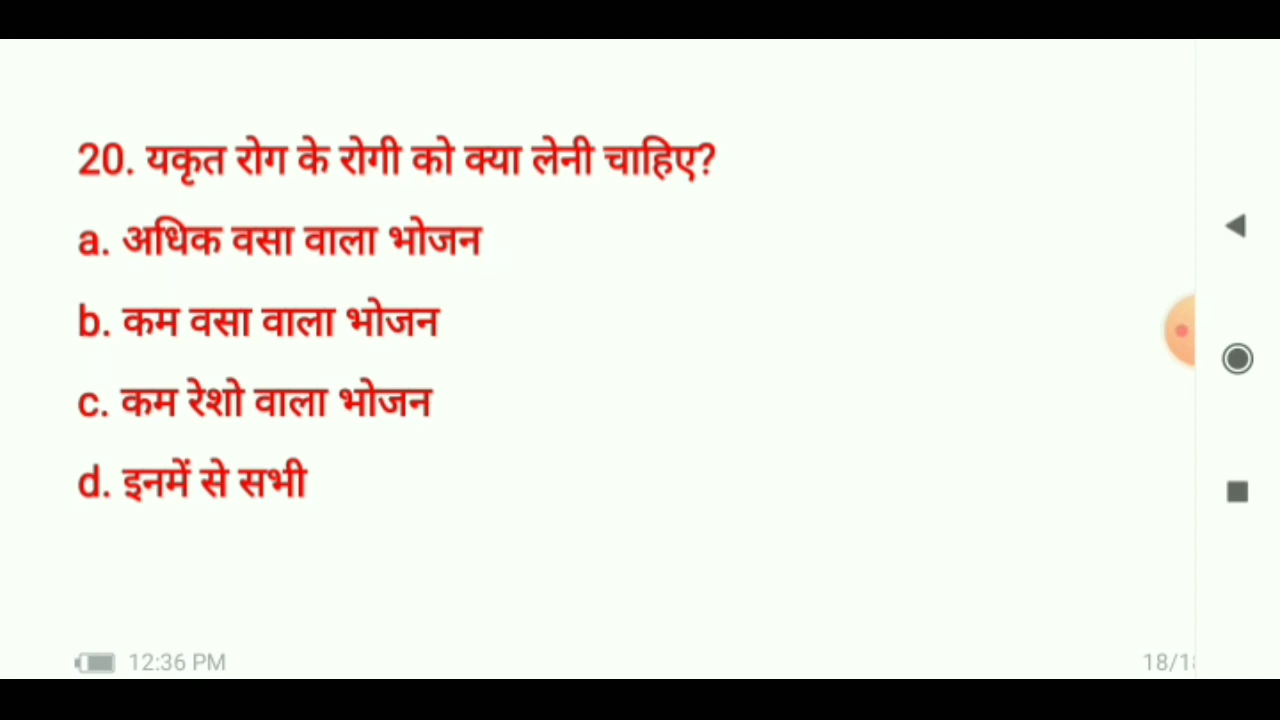 20. यकृत रोग के रोगी को क्या लेनी चाहिए?
a. अधिक वसा वाला भोजन
b. कम वसा वाला भोजन
c. कम रेशो वाला भोजन
d. इनमें से सभी
12:36 PM